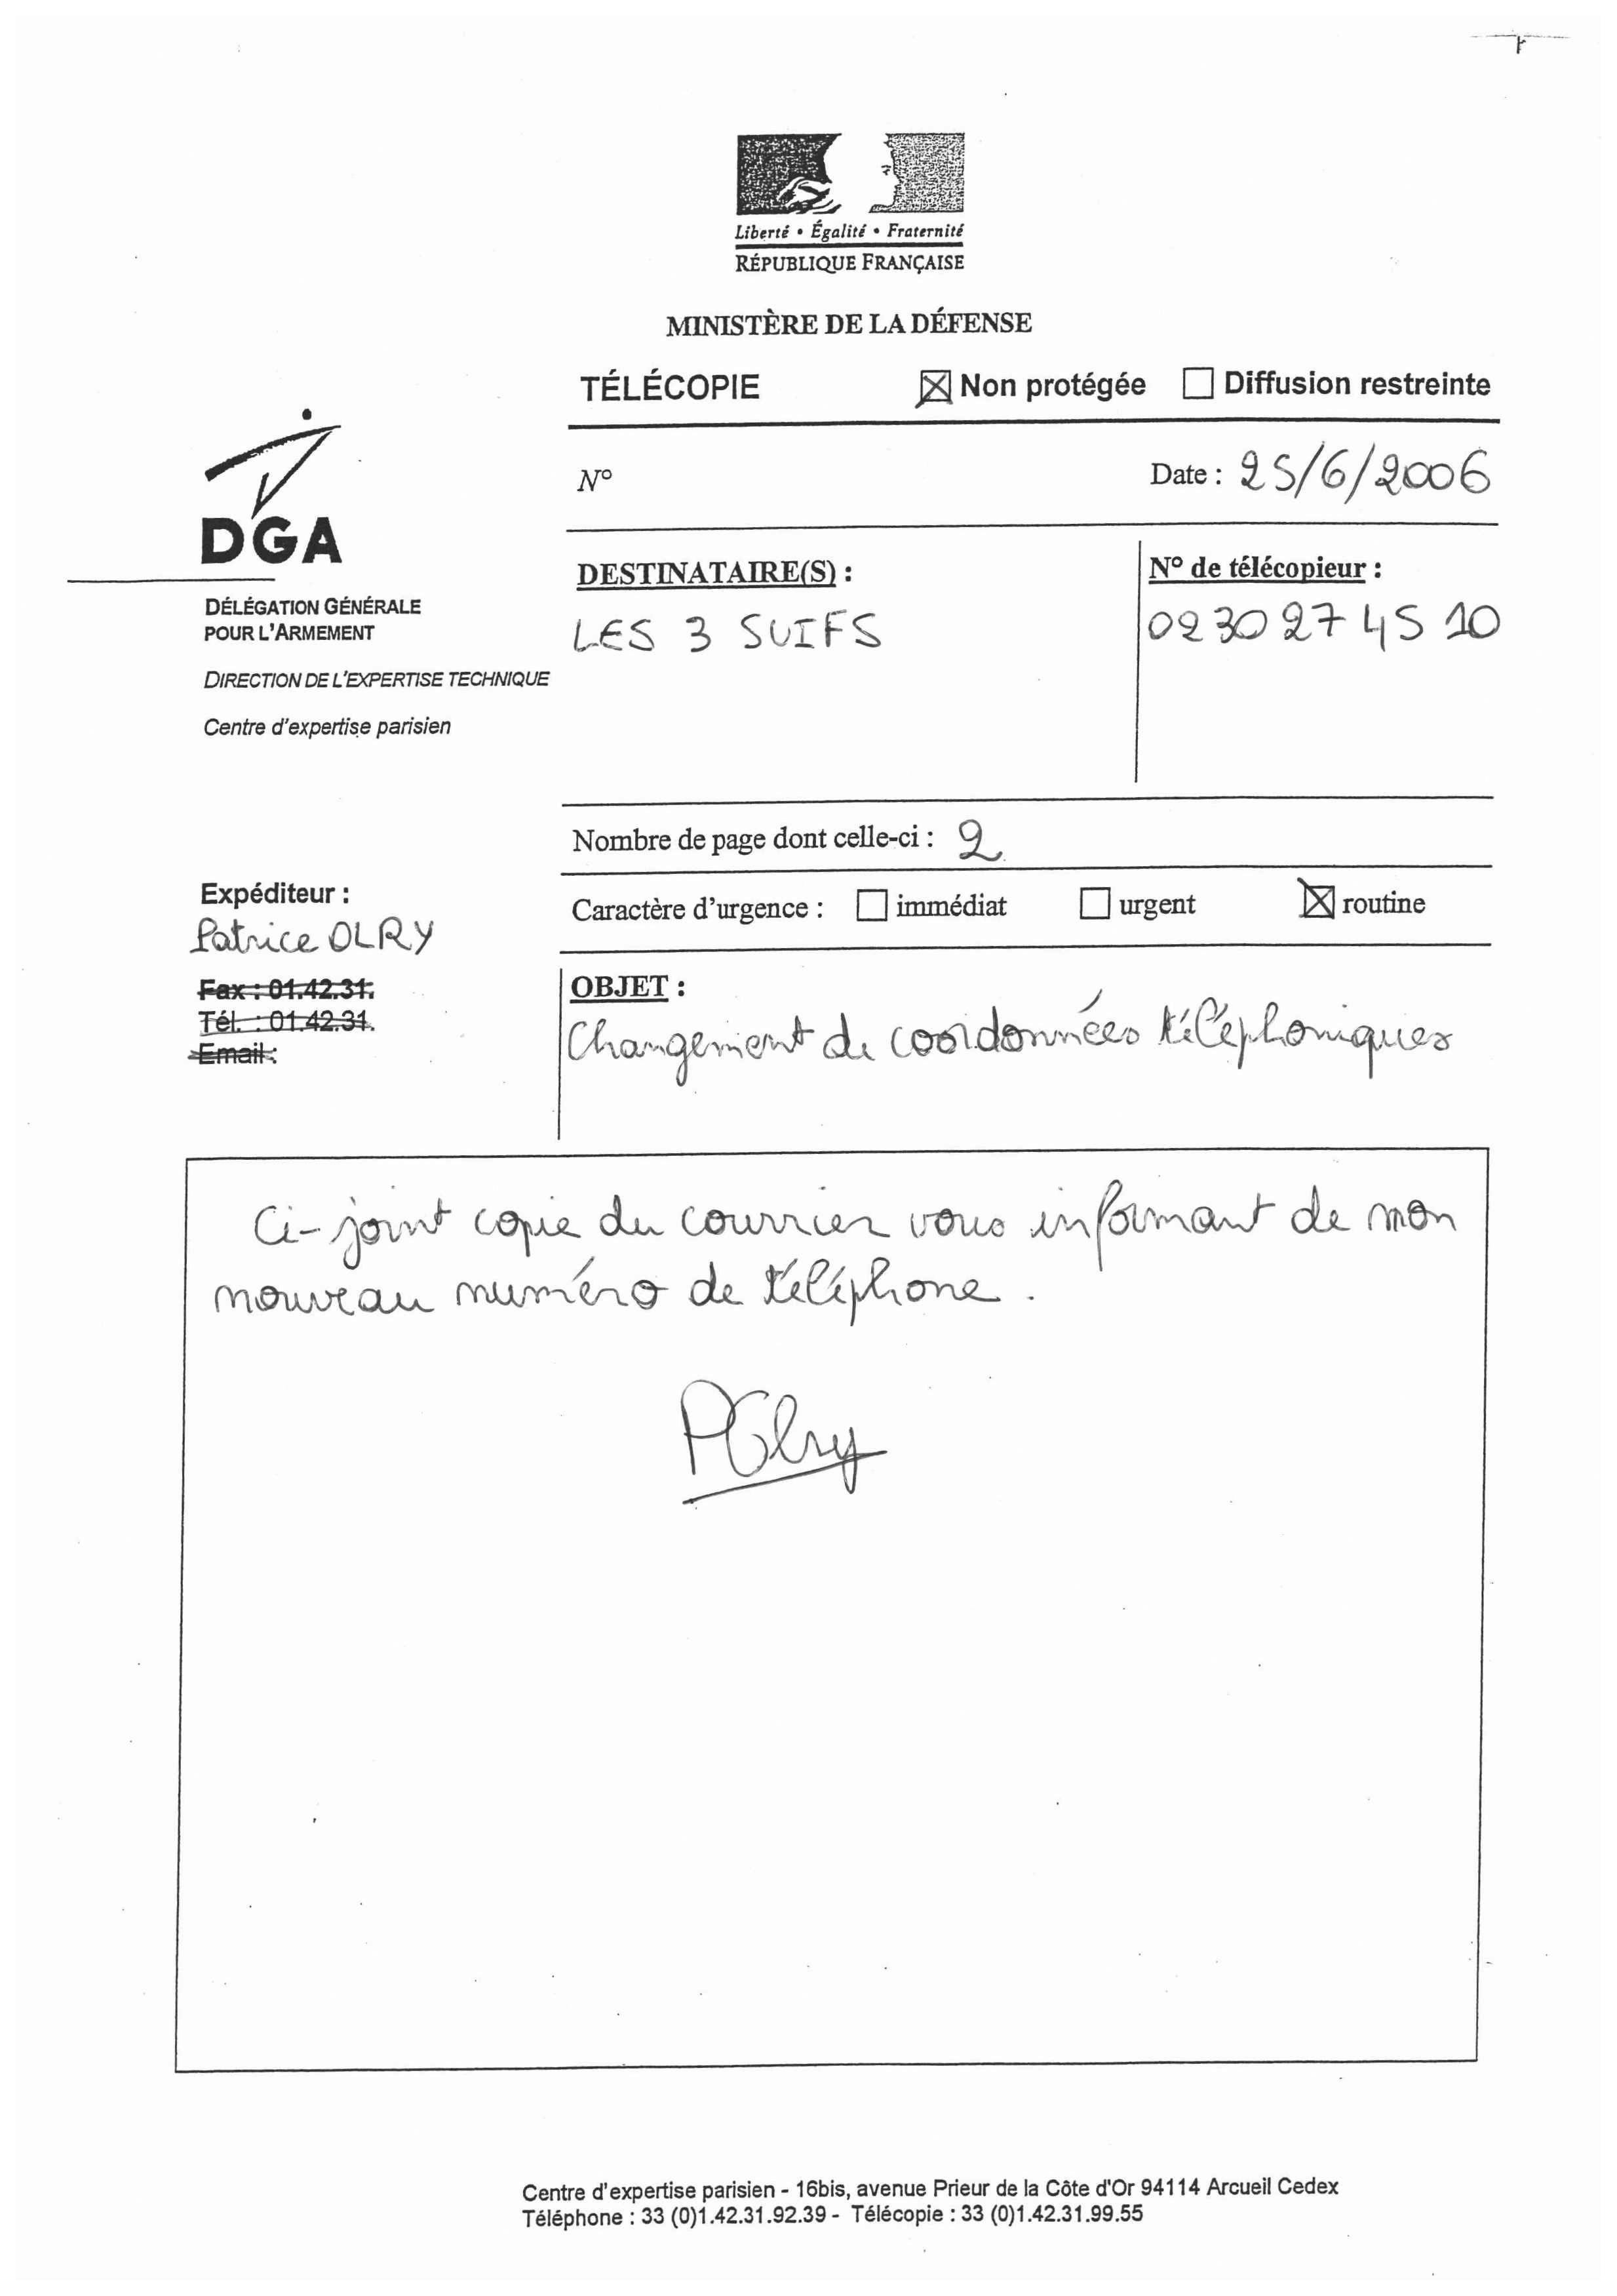 Liberté • Égalité • Fraternité
RÉPUBLIQUE FRANÇAISE
MINISTÈRE DE LA DÉFENSE
TÉLÉCOPIE ☒ Non protégée ☐ Diffusion restreinte
N° Date : 25/6/2006
DGA
DÉLÉGATION GÉNÉRALE
POUR L'ARMEMENT
DIRECTION DE L'EXPERTISE TECHNIQUE
Centre d'expertise parisien
DESTINATAIRE(S) :
LES 3 SUIFS
N° de télécopieur :
02 30 27 45 10
Nombre de page dont celle-ci : 2
Caractère d'urgence : ☐ immédiat ☐ urgent ☒ routine
Expéditeur :
Patrice OLRY
Fax : 01.42.31.
Tél. : 01.42.31.
Email :
OBJET :
Changement de coordonnées téléphoniques
Ci-joint copie du courrier vous informant de mon
nouveau numéro de téléphone.
POlry
Centre d'expertise parisien - 16bis, avenue Prieur de la Côte d'Or 94114 Arcueil Cedex
Téléphone : 33 (0)1.42.31.92.39 - Télécopie : 33 (0)1.42.31.99.55